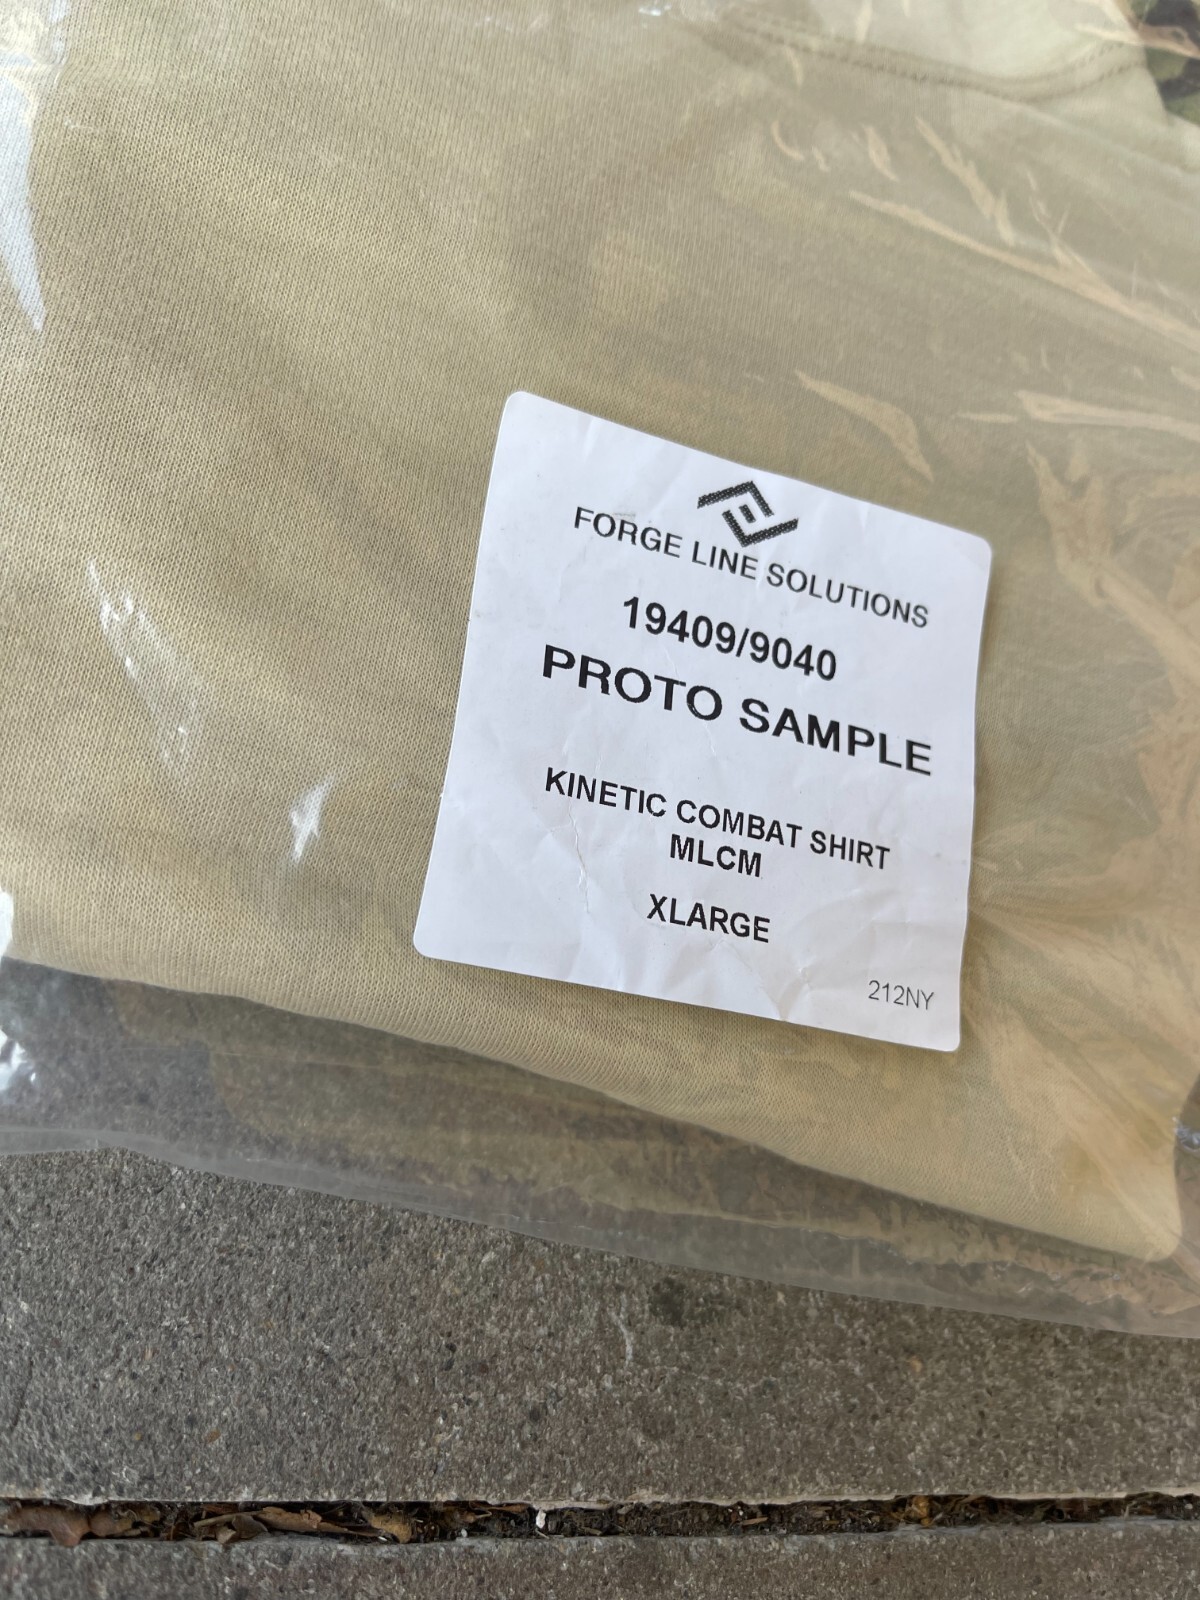 FORGE LINE SOLUTIONS
19409/9040
PROTO SAMPLE
KINETIC COMBAT SHIRT
MLCM
XLARGE
212NY